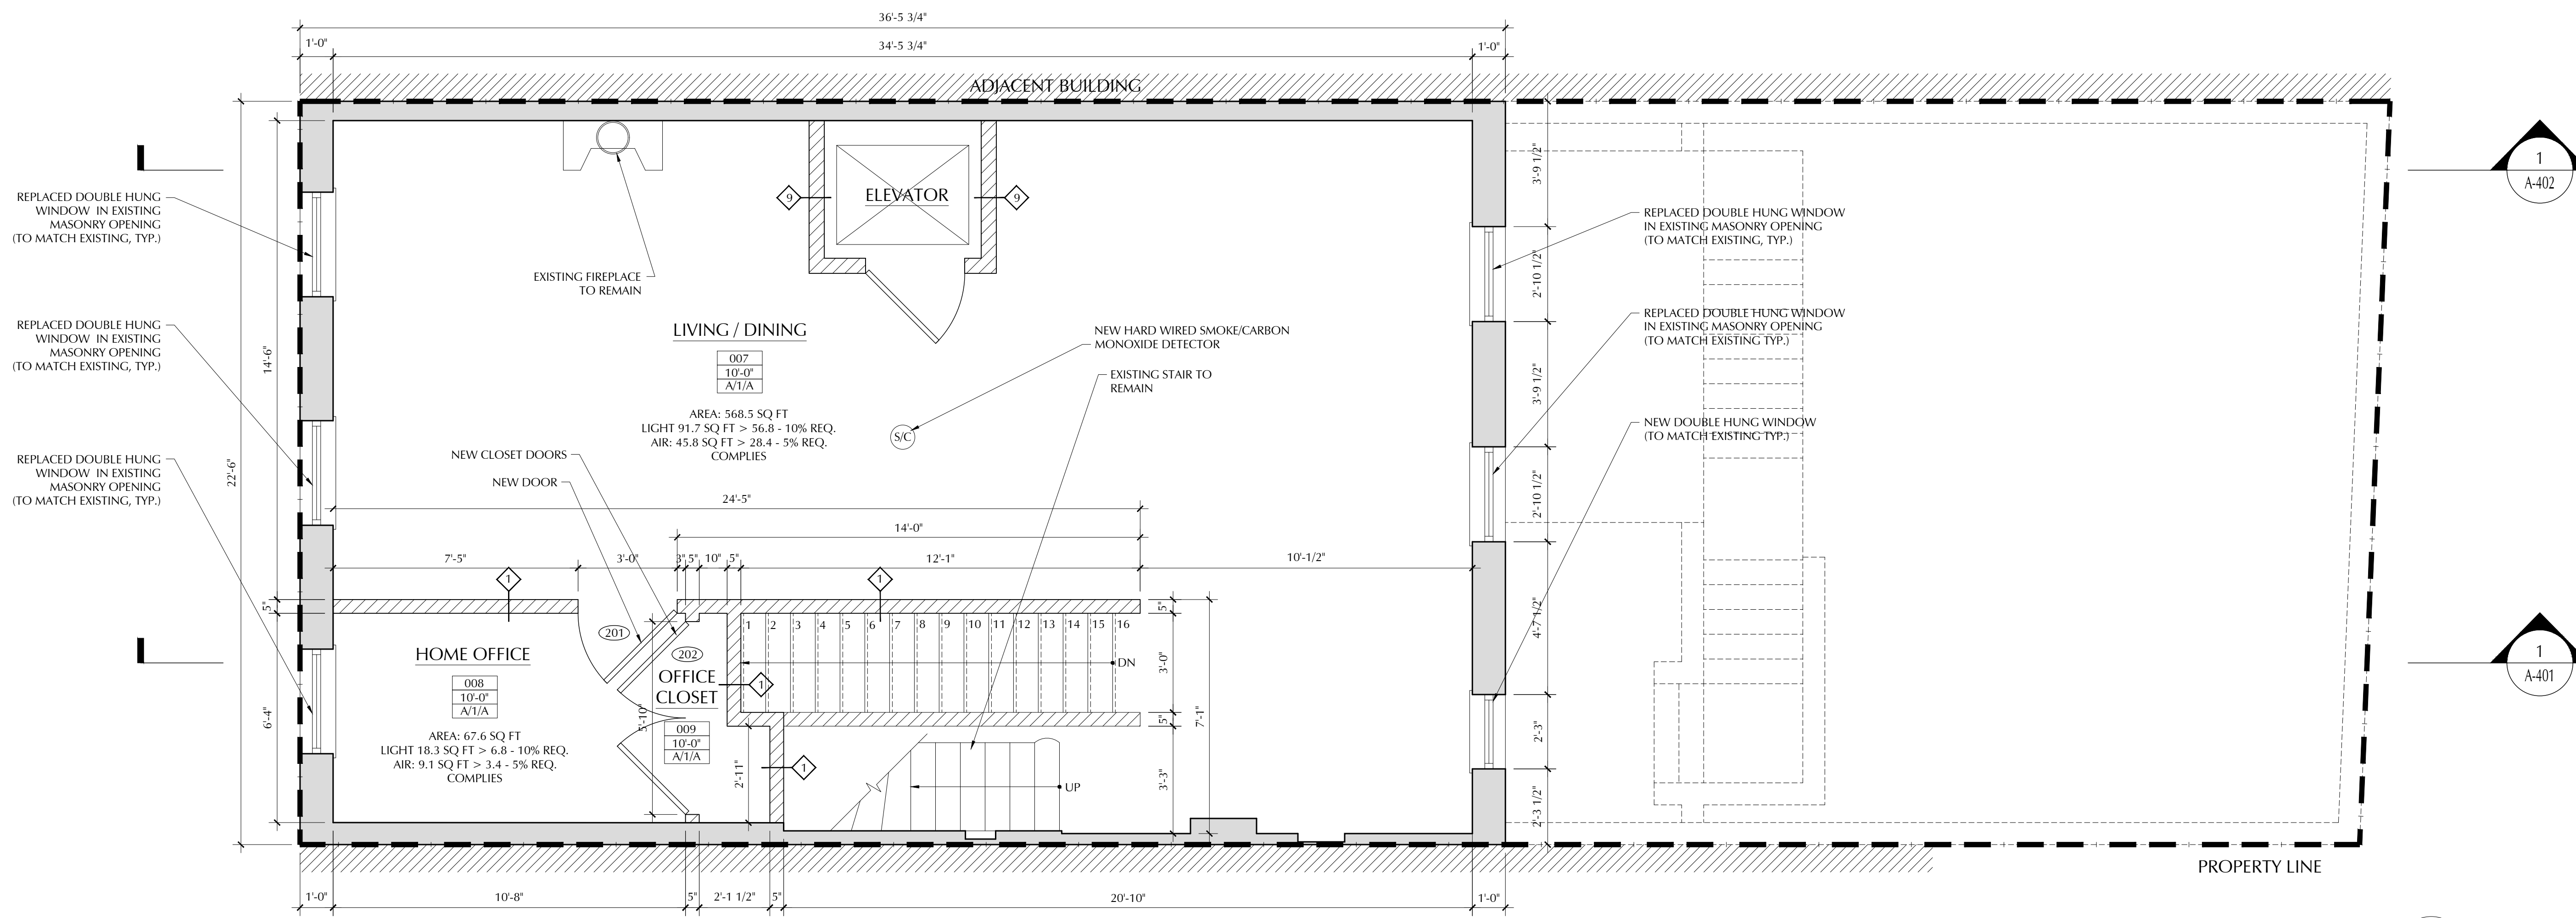 36'-5 3/4"
1'-0"
34'-5 3/4"
1'-0"
ADJACENT BUILDING
1
A-402
REPLACED DOUBLE HUNG
WINDOW IN EXISTING
MASONRY OPENING
(TO MATCH EXISTING, TYP.)
REPLACED DOUBLE HUNG
WINDOW IN EXISTING
MASONRY OPENING
(TO MATCH EXISTING, TYP.)
REPLACED DOUBLE HUNG
WINDOW IN EXISTING
MASONRY OPENING
(TO MATCH EXISTING, TYP.)
22'-6"
14'-6"
5"
6'-4"
9
ELEVATOR
9
EXISTING FIREPLACE
TO REMAIN
LIVING / DINING
007
10'-0"
A/1/A
AREA: 568.5 SQ FT
LIGHT 91.7 SQ FT > 56.8 - 10% REQ.
AIR: 45.8 SQ FT > 28.4 - 5% REQ.
COMPLIES
NEW HARD WIRED SMOKE/CARBON
MONOXIDE DETECTOR
S/C
EXISTING STAIR TO
REMAIN
3'-9 1/2"
2'-10 1/2"
3'-9 1/2"
2'-10 1/2"
4'-7 1/2"
2'-3"
2'-3 1/2"
REPLACED DOUBLE HUNG WINDOW
IN EXISTING MASONRY OPENING
(TO MATCH EXISTING, TYP.)
REPLACED DOUBLE HUNG WINDOW
IN EXISTING MASONRY OPENING
(TO MATCH EXISTING TYP.)
NEW DOUBLE HUNG WINDOW
(TO MATCH EXISTING TYP.)
NEW CLOSET DOORS
NEW DOOR
24'-5"
14'-0"
7'-5"
3'-0"
3"
5"
10"
5"
12'-1"
10'-1/2"
1
1
201
202
HOME OFFICE
008
10'-0"
A/1/A
AREA: 67.6 SQ FT
LIGHT 18.3 SQ FT > 6.8 - 10% REQ.
AIR: 9.1 SQ FT > 3.4 - 5% REQ.
COMPLIES
OFFICE
CLOSET
009
10'-0"
A/1/A
5'-10"
2'-11"
1
1
1 2 3 4 5 6 7 8 9 10 11 12 13 14 15 16
DN
UP
5"
3'-0"
5"
3'-3"
7'-1"
1
A-401
PROPERTY LINE
1'-0"
10'-8"
5"
2'-1 1/2"
5"
20'-10"
1'-0"